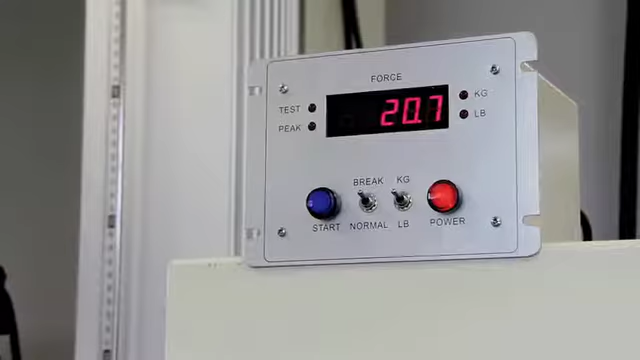 FORCE
20.7
TEST
PEAK
KG
LB
BREAK KG
START NORMAL LB POWER